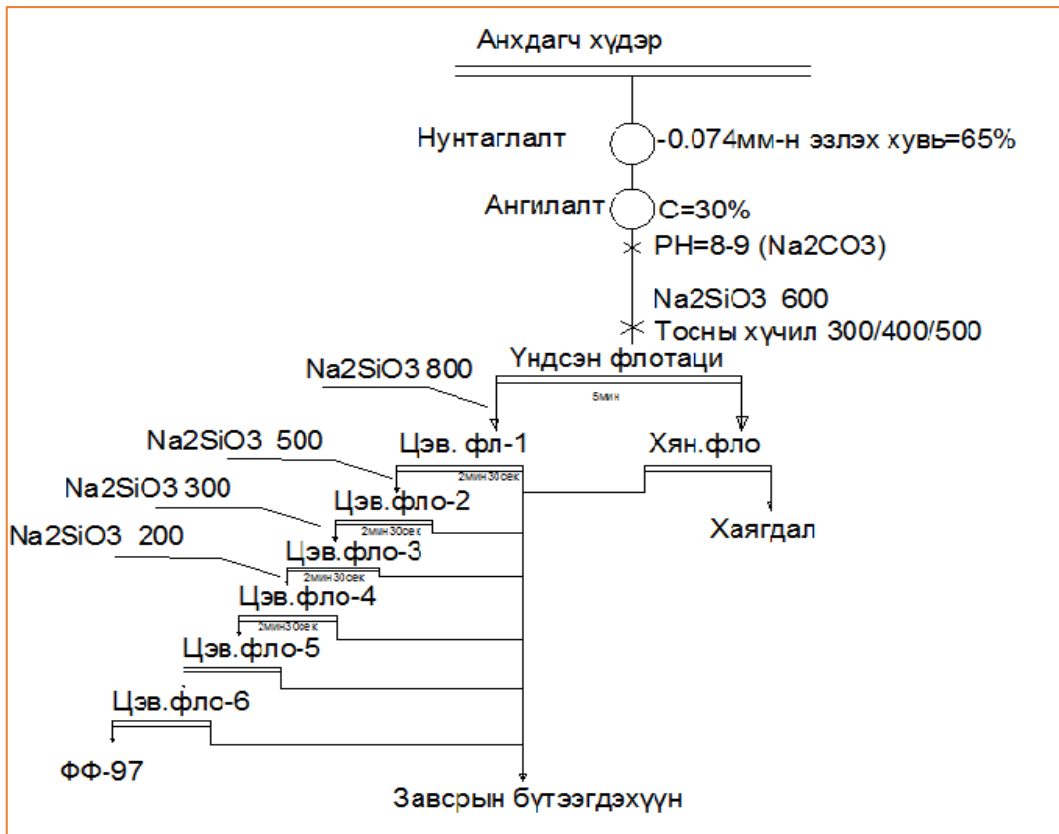 Анхдагч хүдэр
Нунтаглалт
-0.074мм-н эзлэх хувь=65%
Ангилалт
C=30%
PH=8-9 (Na2CO3)
Na2SiO3 600
Тосны хүчил 300/400/500
Үндсэн флотаци
5мин
Na2SiO3 800
Цэв. фл-1
Хян.фло
Na2SiO3 500
2мин30сек
Na2SiO3 300
Цэв.фло-2
2мин30сек
Хаягдал
Na2SiO3 200
Цэв.фло-3
2мин30сек
Цэв.фло-4
2мин30сек
Цэв.фло-5
Цэв.фло-6
ФФ-97
Завсрын бүтээгдэхүүн